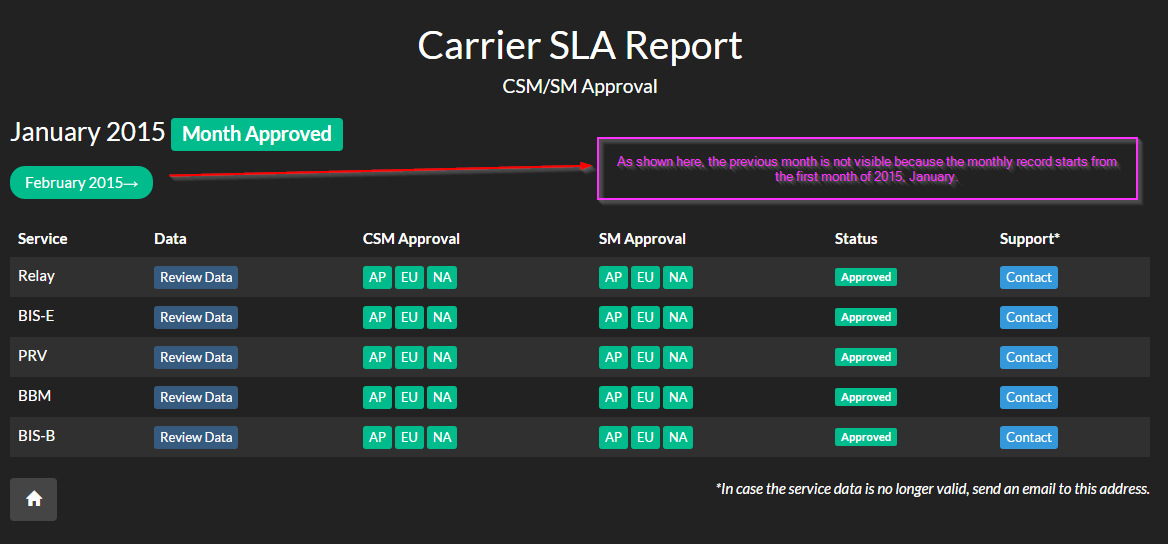 Carrier SLA Report
CSM/SM Approval
January 2015 Month Approved
February 2015→
As shown here, the previous month is not visible because the monthly record starts from
the first month of 2015, January.
Service Data CSM Approval SM Approval Status Support*
Relay Review Data AP EU NA AP EU NA Approved Contact
BIS-E Review Data AP EU NA AP EU NA Approved Contact
PRV Review Data AP EU NA AP EU NA Approved Contact
BBM Review Data AP EU NA AP EU NA Approved Contact
BIS-B Review Data AP EU NA AP EU NA Approved Contact
*In case the service data is no longer valid, send an email to this address.